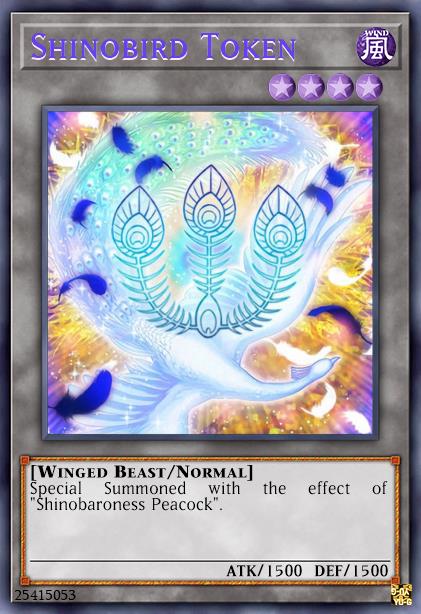 Shinobird Token
WIND
風
[Winged Beast/Normal]
Special Summoned with the effect of
"Shinobaroness Peacock".
ATK/1500 DEF/1500
25415053